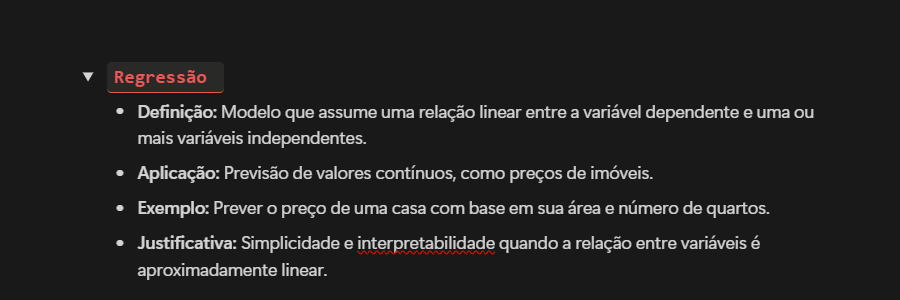 Regressão
Definição: Modelo que assume uma relação linear entre a variável dependente e uma ou
mais variáveis independentes.
Aplicação: Previsão de valores contínuos, como preços de imóveis.
Exemplo: Prever o preço de uma casa com base em sua área e número de quartos.
Justificativa: Simplicidade e interpretabilidade quando a relação entre variáveis é
aproximadamente linear.